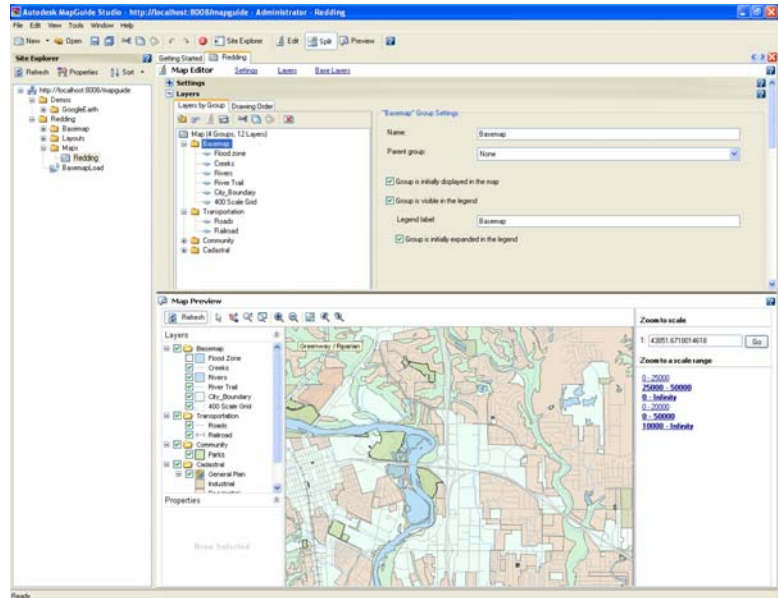 Autodesk MapGuide Studio - http://localhost:8008/mapguide - Administrator - Redding
File Edit View Tools Window Help
New Open Site Explorer Edit Split Preview
Site Explorer
Refresh Properties Sort
http://localhost:8008/mapguide
Demos
GoogleEarth
Redding
Basemap
Layouts
Maps
Redding
BasemapLoad
Getting Started Redding
Map Editor Settings Layers Base Layers
Settings
Layers
Layers by Group Drawing Order
Map (4 Groups, 12 Layers)
Basemap
Flood zone
Creeks
Rivers
River Trail
City_Boundary
400 Scale Grid
Transportation
Roads
Railroad
Community
Cadastral
"Basemap" Group Settings
Name: Basemap
Parent group: None
Group is initially displayed in the map
Group is visible in the legend
Legend label: Basemap
Group is initially expanded in the legend
Map Preview
Refresh
Layers
Basemap
Flood Zone
Creeks
Rivers
River Trail
City_Boundary
400 Scale Grid
Transportation
Roads
Railroad
Community
Parks
Cadastral
General Plan
Industrial
Properties
None Selected
Greenway / Riparian
Zoom to scale
1: 43851.6718014618 Go
Zoom to a scale range
0 - 25000
25000 - 50000
0 - Infinity
0 - 20000
0 - 50000
10000 - Infinity
Ready